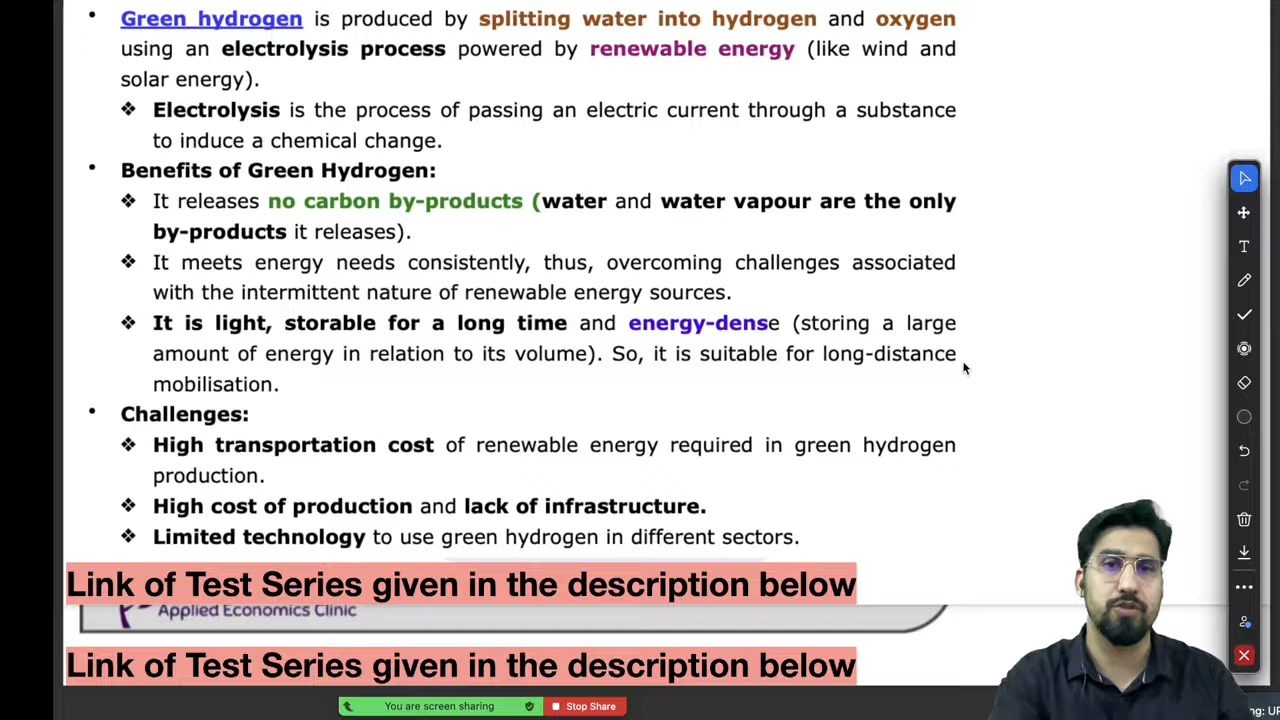 • Green hydrogen is produced by splitting water into hydrogen and oxygen
using an electrolysis process powered by renewable energy (like wind and
solar energy).
❖ Electrolysis is the process of passing an electric current through a substance
to induce a chemical change.
• Benefits of Green Hydrogen:
❖ It releases no carbon by-products (water and water vapour are the only
by-products it releases).
❖ It meets energy needs consistently, thus, overcoming challenges associated
with the intermittent nature of renewable energy sources.
❖ It is light, storable for a long time and energy-dense (storing a large
amount of energy in relation to its volume). So, it is suitable for long-distance
mobilisation.
• Challenges:
❖ High transportation cost of renewable energy required in green hydrogen
production.
❖ High cost of production and lack of infrastructure.
❖ Limited technology to use green hydrogen in different sectors.
Link of Test Series given in the description below
Applied Economics Clinic
Link of Test Series given in the description below
You are screen sharing
Stop Share
ng: UP